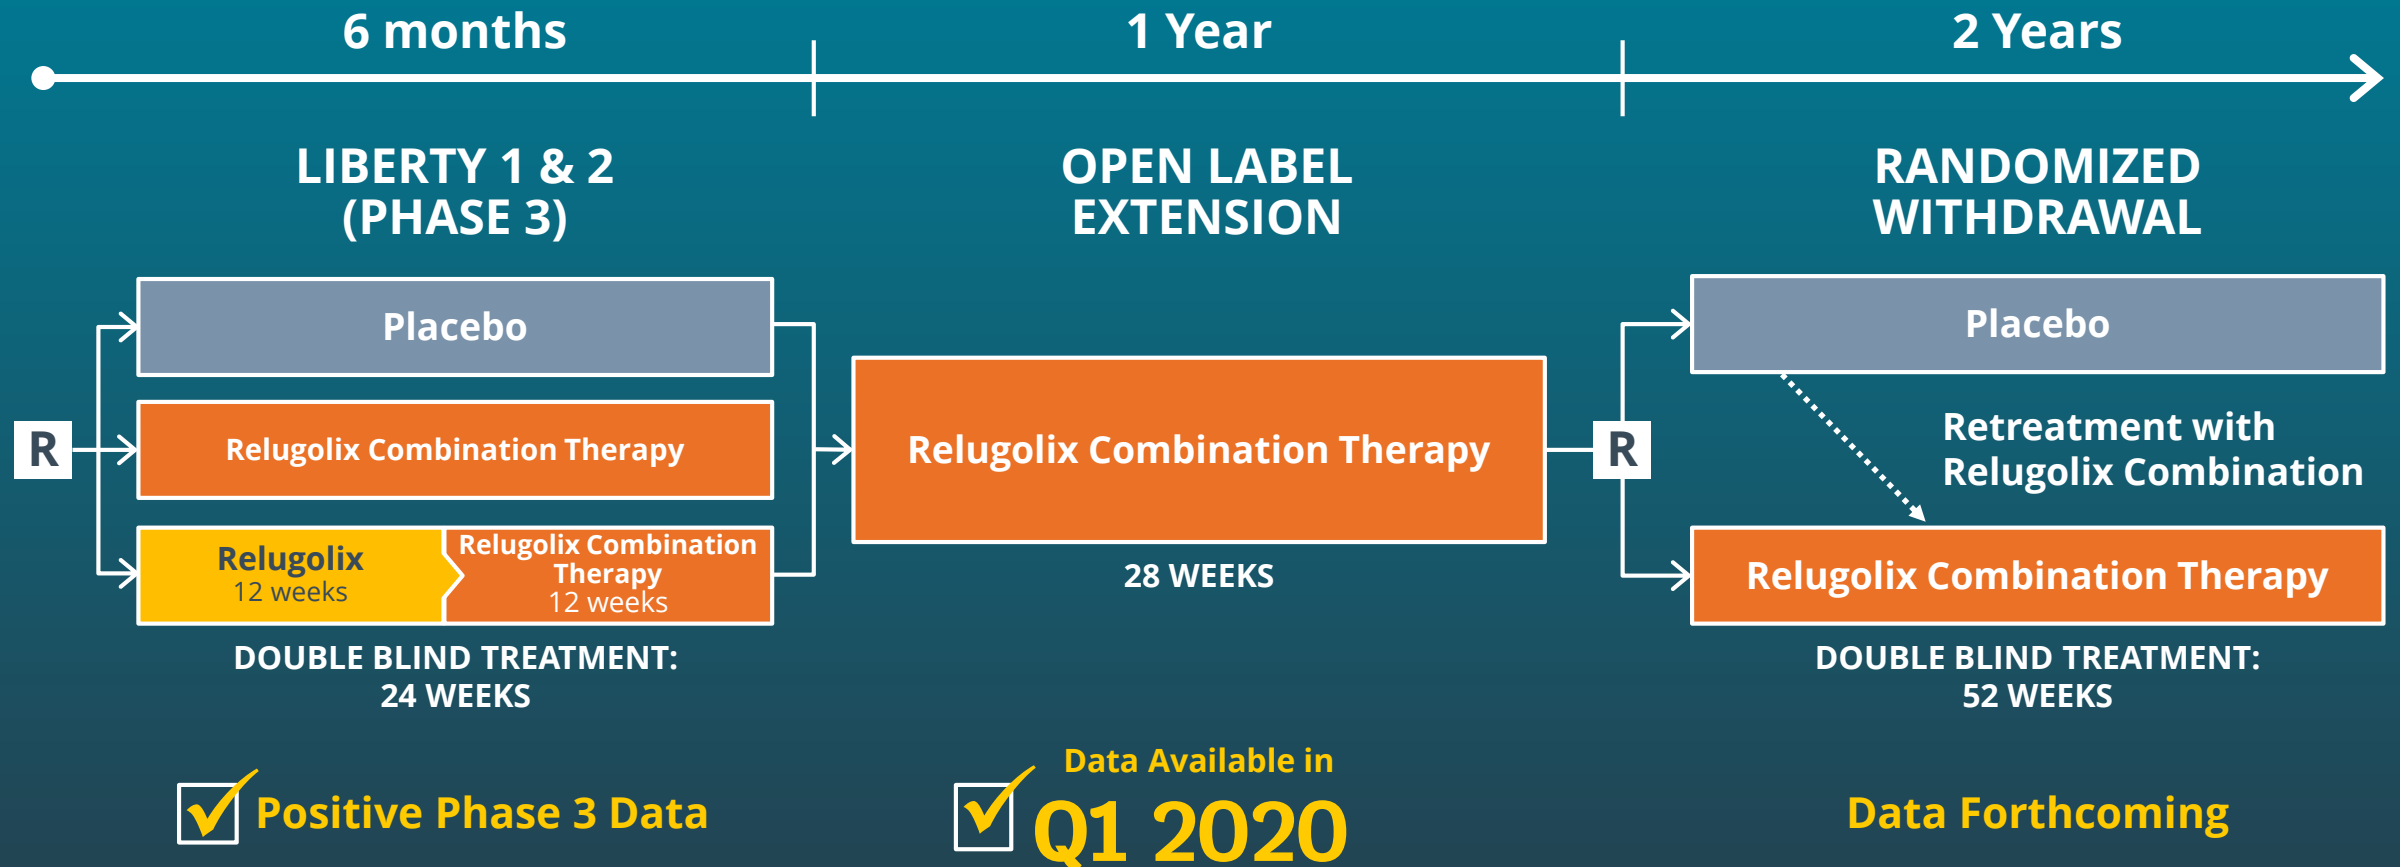 6 months
1 Year
2 Years
LIBERTY 1 & 2
(PHASE 3)
OPEN LABEL
EXTENSION
RANDOMIZED
WITHDRAWAL
R
Placebo
Relugolix Combination Therapy
Relugolix
12 weeks
Relugolix Combination
Therapy
12 weeks
DOUBLE BLIND TREATMENT:
24 WEEKS
Relugolix Combination Therapy
28 WEEKS
R
Placebo
Retreatment with
Relugolix Combination
Relugolix Combination Therapy
DOUBLE BLIND TREATMENT:
52 WEEKS
Positive Phase 3 Data
Data Available in
Q1 2020
Data Forthcoming